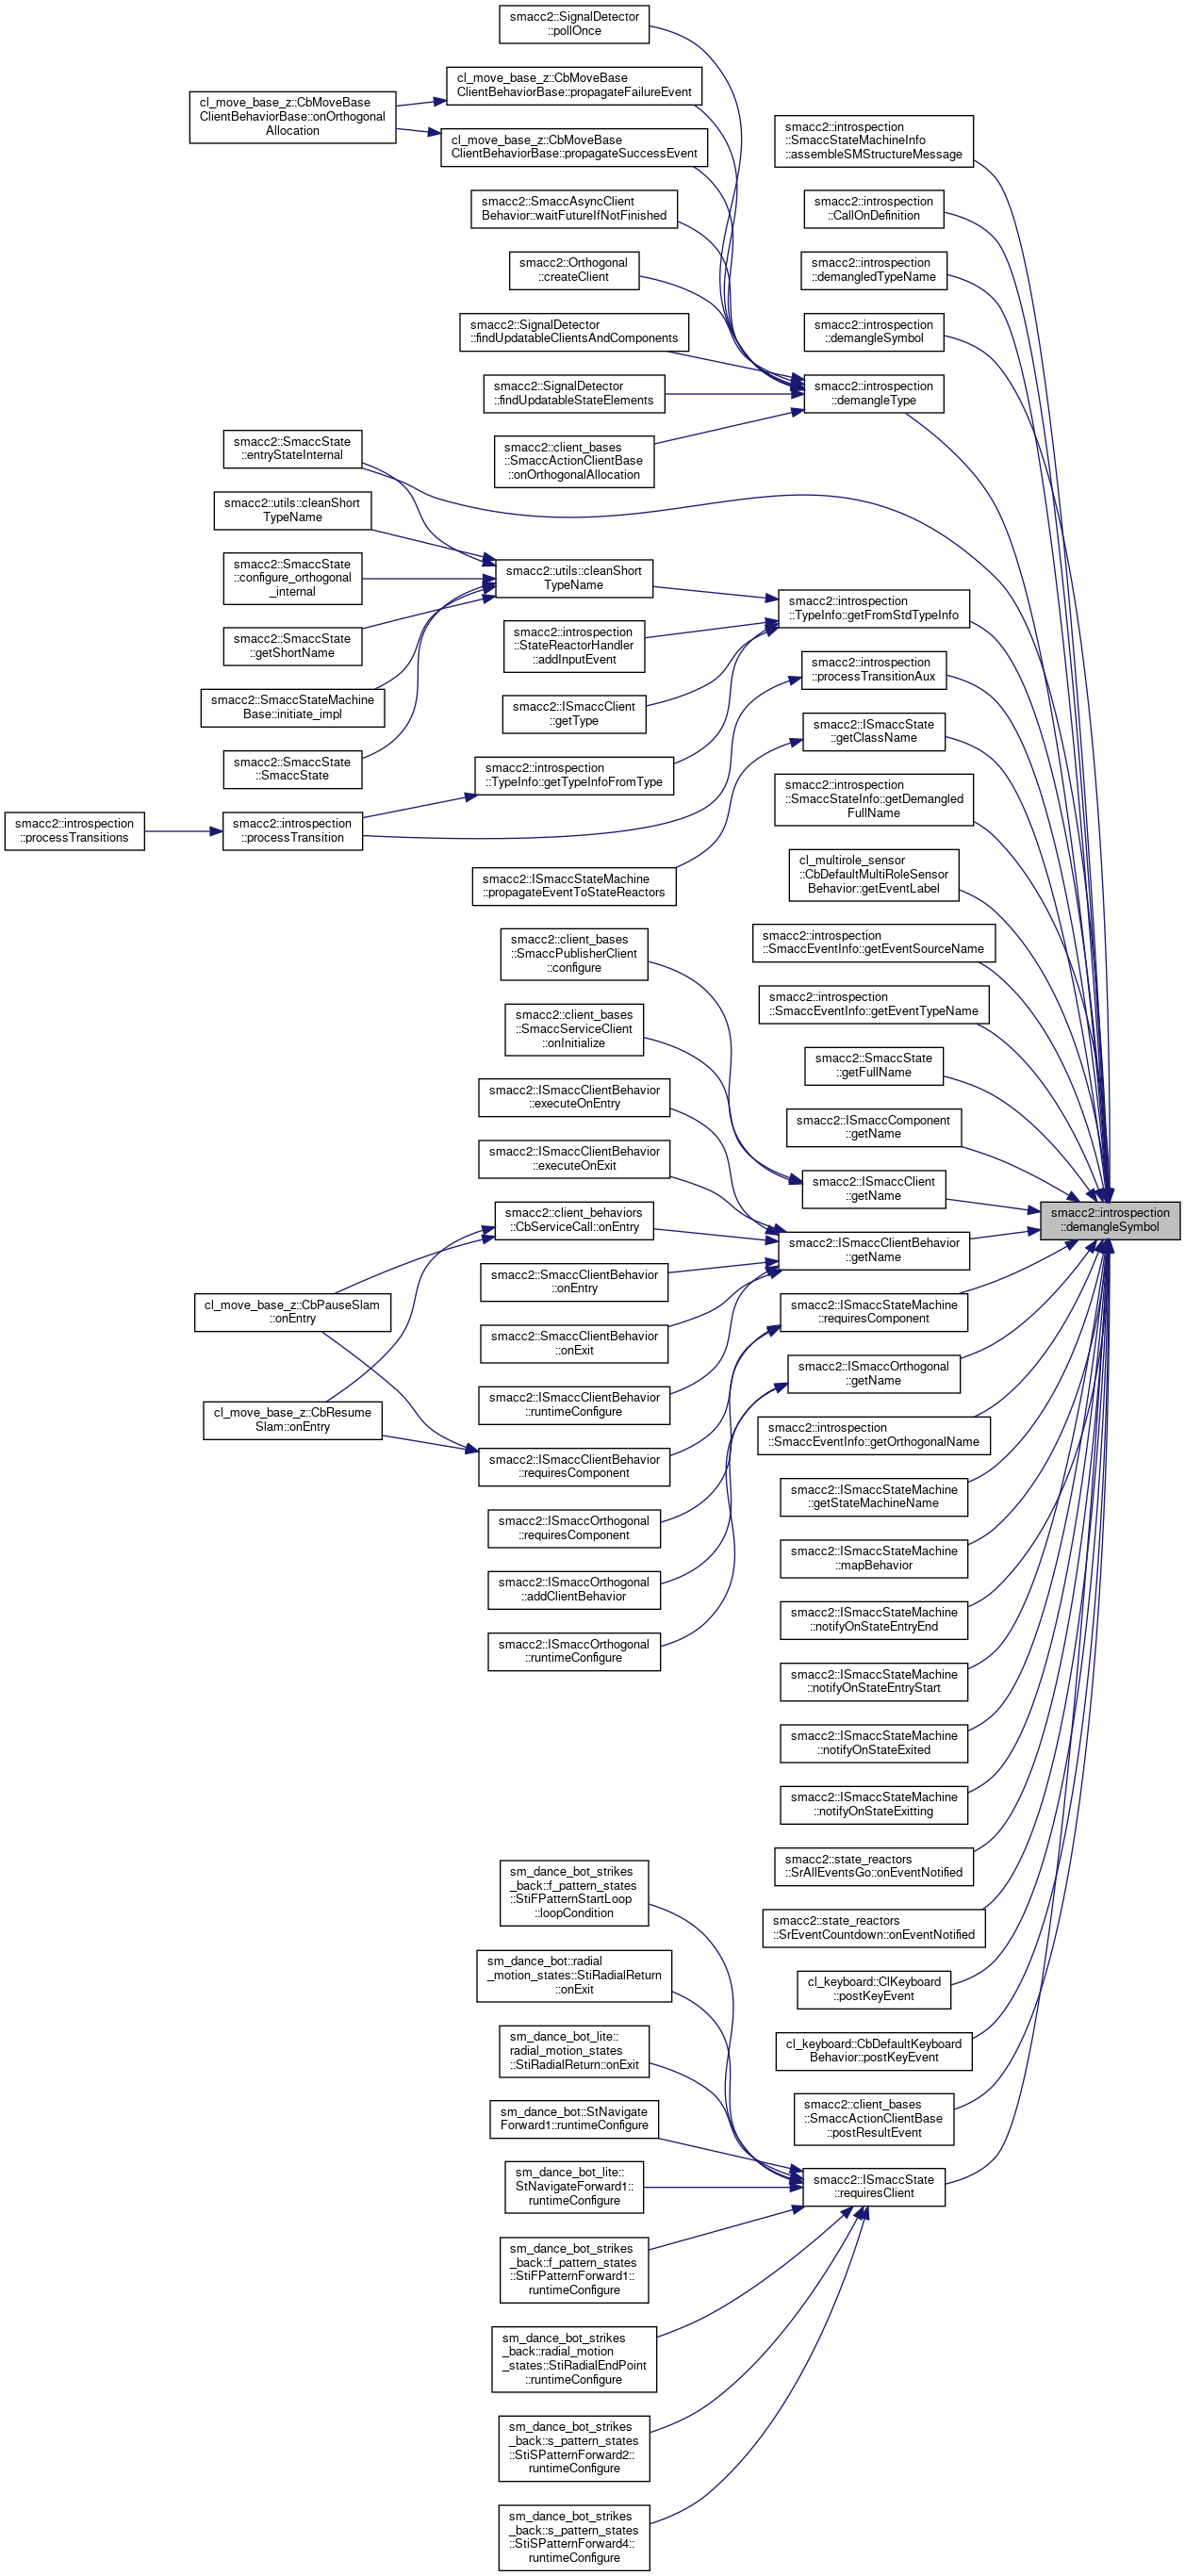 smacc2::SignalDetector
::pollOnce
cl_move_base_z::CbMoveBase
ClientBehaviorBase::propagateFailureEvent
cl_move_base_z::CbMoveBase
ClientBehaviorBase::onOrthogonal
Allocation
cl_move_base_z::CbMoveBase
ClientBehaviorBase::propagateSuccessEvent
smacc2::introspection
::SmaccStateMachineInfo
::assembleSMStructureMessage
smacc2::SmaccAsyncClient
Behavior::waitFutureIfNotFinished
smacc2::introspection
::CallOnDefinition
smacc2::Orthogonal
::createClient
smacc2::introspection
::demangledTypeName
smacc2::SignalDetector
::findUpdatableClientsAndComponents
smacc2::introspection
::demangleSymbol
smacc2::SignalDetector
::findUpdatableStateElements
smacc2::introspection
::demangleType
smacc2::client_bases
::SmaccActionClientBase
::onOrthogonalAllocation
smacc2::SmaccState
::entryStateInternal
smacc2::utils::cleanShort
TypeName
smacc2::SmaccState
::configure_orthogonal
_internal
smacc2::utils::cleanShort
TypeName
smacc2::introspection
::TypeInfo::getFromStdTypeInfo
smacc2::SmaccState
::getShortName
smacc2::introspection
::StateReactorHandler
::addInputEvent
smacc2::introspection
::processTransitionAux
smacc2::SmaccStateMachine
Base::initiate_impl
smacc2::ISmaccClient
::getType
smacc2::ISmaccState
::getClassName
smacc2::SmaccState
::SmaccState
smacc2::introspection
::TypeInfo::getTypeInfoFromType
smacc2::introspection
::SmaccStateInfo::getDemangled
FullName
smacc2::introspection
::processTransitions
smacc2::introspection
::processTransition
smacc2::ISmaccStateMachine
::propagateEventToStateReactors
cl_multirole_sensor
::CbDefaultMultiRoleSensor
Behavior::getEventLabel
smacc2::client_bases
::SmaccPublisherClient
::configure
smacc2::introspection
::SmaccEventInfo::getEventSourceName
smacc2::client_bases
::SmaccServiceClient
::onInitialize
smacc2::introspection
::SmaccEventInfo::getEventTypeName
smacc2::SmaccState
::getFullName
smacc2::ISmaccClientBehavior
::executeOnEntry
smacc2::ISmaccComponent
::getName
smacc2::ISmaccClientBehavior
::executeOnExit
smacc2::ISmaccClient
::getName
smacc2::client_behaviors
::CbServiceCall::onEntry
smacc2::introspection
::demangleSymbol
smacc2::ISmaccClientBehavior
::getName
smacc2::SmaccClientBehavior
::onEntry
cl_move_base_z::CbPauseSlam
::onEntry
smacc2::ISmaccStateMachine
::requiresComponent
smacc2::SmaccClientBehavior
::onExit
smacc2::ISmaccOrthogonal
::getName
smacc2::ISmaccClientBehavior
::runtimeConfigure
cl_move_base_z::CbResume
Slam::onEntry
smacc2::introspection
::SmaccEventInfo::getOrthogonalName
smacc2::ISmaccClientBehavior
::requiresComponent
smacc2::ISmaccStateMachine
::getStateMachineName
smacc2::ISmaccOrthogonal
::requiresComponent
smacc2::ISmaccStateMachine
::mapBehavior
smacc2::ISmaccOrthogonal
::addClientBehavior
smacc2::ISmaccStateMachine
::notifyOnStateEntryEnd
smacc2::ISmaccOrthogonal
::runtimeConfigure
smacc2::ISmaccStateMachine
::notifyOnStateEntryStart
smacc2::ISmaccStateMachine
::notifyOnStateExited
smacc2::ISmaccStateMachine
::notifyOnStateExitting
smacc2::state_reactors
::SrAllEventsGo::onEventNotified
sm_dance_bot_strikes
_back::f_pattern_states
::StiFPatternStartLoop
::loopCondition
smacc2::state_reactors
::SrEventCountdown::onEventNotified
sm_dance_bot::radial
_motion_states::StiRadialReturn
::onExit
cl_keyboard::ClKeyboard
::postKeyEvent
sm_dance_bot_lite::
radial_motion_states
::StiRadialReturn::onExit
cl_keyboard::CbDefaultKeyboard
Behavior::postKeyEvent
sm_dance_bot::StNavigate
Forward1::runtimeConfigure
smacc2::client_bases
::SmaccActionClientBase
::postResultEvent
sm_dance_bot_lite::
StNavigateForward1::
runtimeConfigure
smacc2::ISmaccState
::requiresClient
sm_dance_bot_strikes
_back::f_pattern_states
::StiFPatternForward1::
runtimeConfigure
sm_dance_bot_strikes
_back::radial_motion
_states::StiRadialEndPoint
::runtimeConfigure
sm_dance_bot_strikes
_back::s_pattern_states
::StiSPatternForward2::
runtimeConfigure
sm_dance_bot_strikes
_back::s_pattern_states
::StiSPatternForward4::
runtimeConfigure